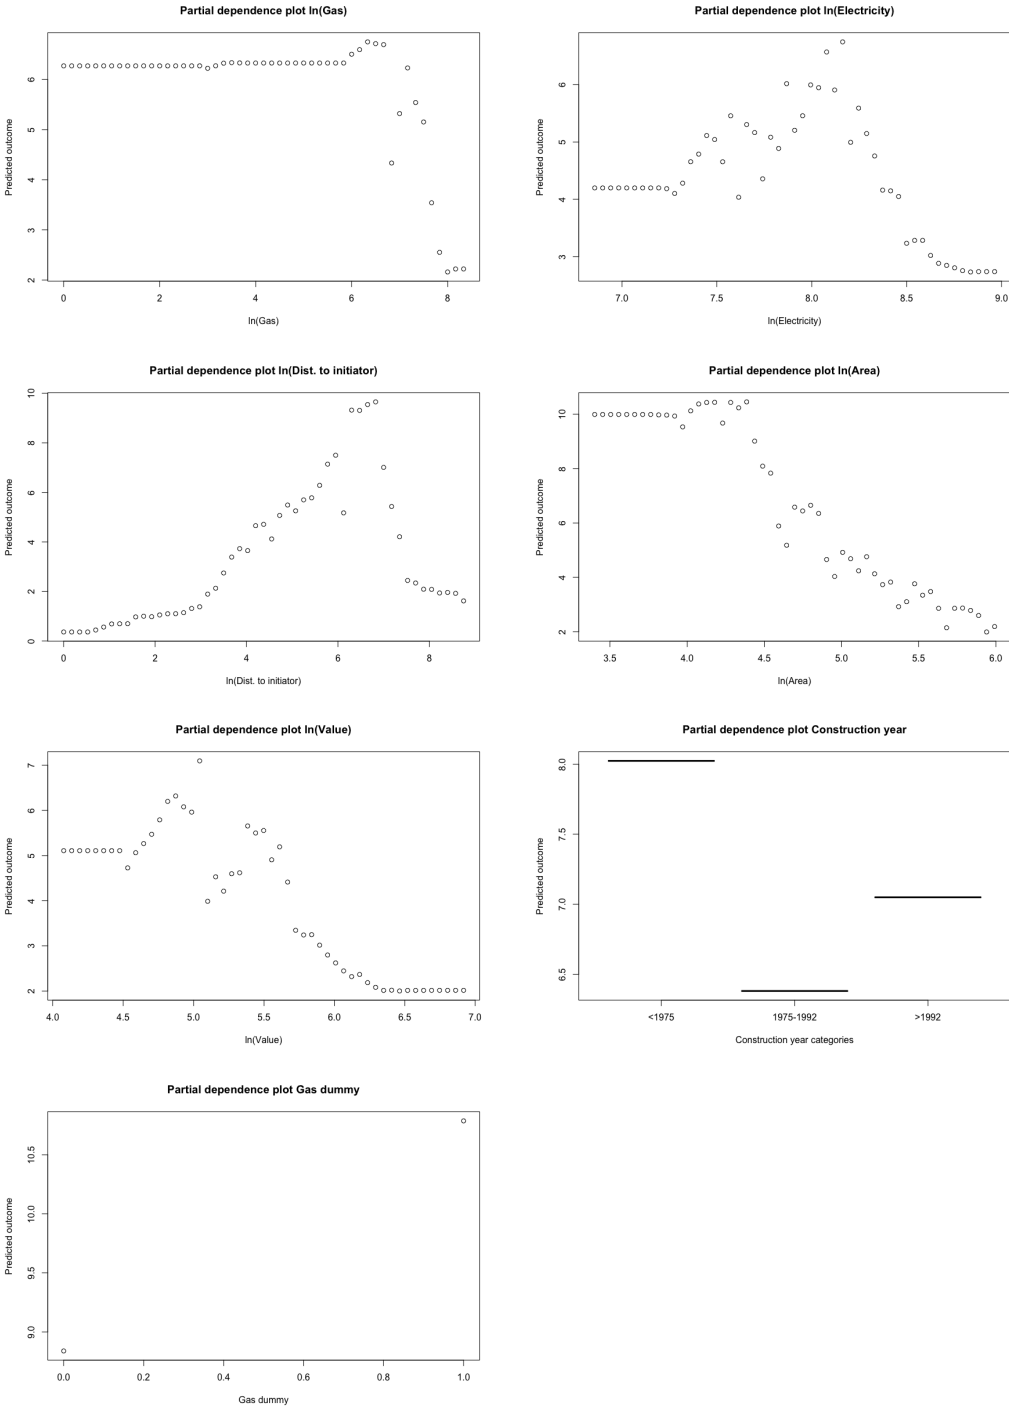 Partial dependence plot ln(Gas)
Predicted outcome
6
5
4
3
2
0 2 4 6 8
ln(Gas)
Partial dependence plot ln(Electricity)
Predicted outcome
6
5
4
3
7.0 7.5 8.0 8.5 9.0
ln(Electricity)
Partial dependence plot ln(Dist. to initiator)
Predicted outcome
10
8
6
4
2
0
0 2 4 6 8
ln(Dist. to initiator)
Partial dependence plot ln(Area)
Predicted outcome
10
8
6
4
2
3.5 4.0 4.5 5.0 5.5 6.0
ln(Area)
Partial dependence plot ln(Value)
Predicted outcome
7
6
5
4
3
2
4.0 4.5 5.0 5.5 6.0 6.5 7.0
ln(Value)
Partial dependence plot Construction year
Predicted outcome
8.0
7.5
7.0
6.5
<1975 1975-1992 >1992
Construction year categories
Partial dependence plot Gas dummy
Predicted outcome
10.5
10.0
9.5
9.0
0.0 0.2 0.4 0.6 0.8 1.0
Gas dummy